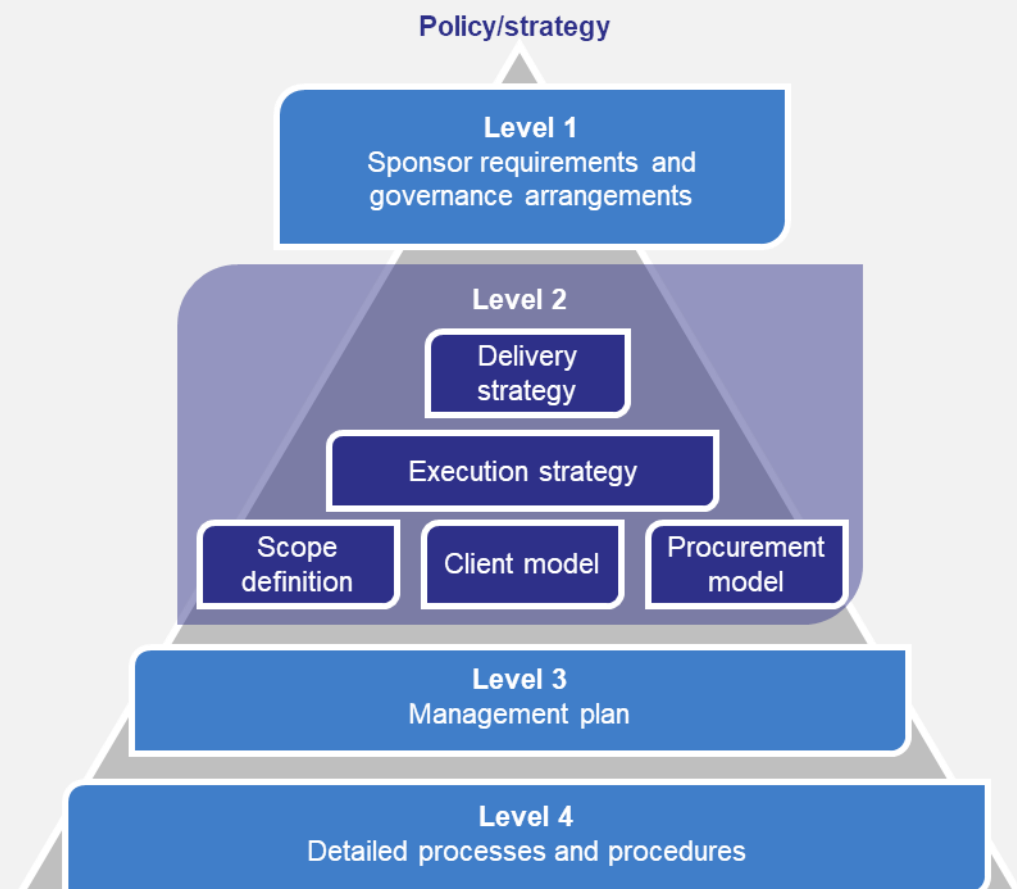 Policy/strategy
Level 1
Sponsor requirements and
governance arrangements
Level 2
Delivery
strategy
Execution strategy
Scope
definition
Client model
Procurement
model
Level 3
Management plan
Level 4
Detailed processes and procedures